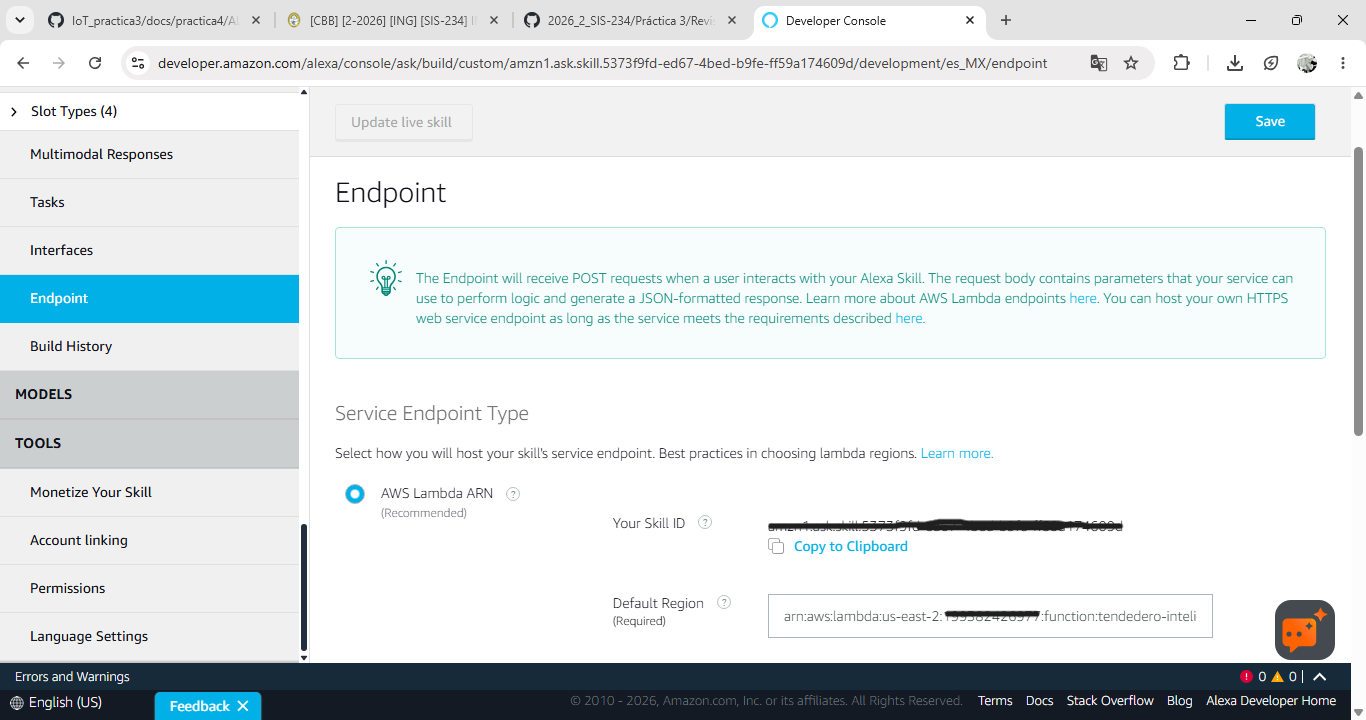 IoT_practica3/docs/practica4/Al
[CBB] [2-2026] [ING] [SIS-234] I
2026_2_SIS-234/Práctica 3/Revis
Developer Console
developer.amazon.com/alexa/console/ask/build/custom/amzn1.ask.skill.5373f9fd-ed67-4bed-b9fe-ff59a174609d/development/es_MX/endpoint
Slot Types (4)
Multimodal Responses
Tasks
Interfaces
Endpoint
Build History
MODELS
TOOLS
Monetize Your Skill
Account linking
Permissions
Language Settings
Update live skill
Save
Endpoint
The Endpoint will receive POST requests when a user interacts with your Alexa Skill. The request body contains parameters that your service can
use to perform logic and generate a JSON-formatted response. Learn more about AWS Lambda endpoints here. You can host your own HTTPS
web service endpoint as long as the service meets the requirements described here.
Service Endpoint Type
Select how you will host your skill's service endpoint. Best practices in choosing lambda regions. Learn more.
AWS Lambda ARN ?
(Recommended)
Your Skill ID ?
Copy to Clipboard
Default Region ?
(Required)
arn:aws:lambda:us-east-2: :function:tendedero-inteli
Errors and Warnings
0 0
English (US)
Feedback
© 2010 - 2026, Amazon.com, Inc. or its affiliates. All Rights Reserved.
Terms Docs Stack Overflow Blog Alexa Developer Home